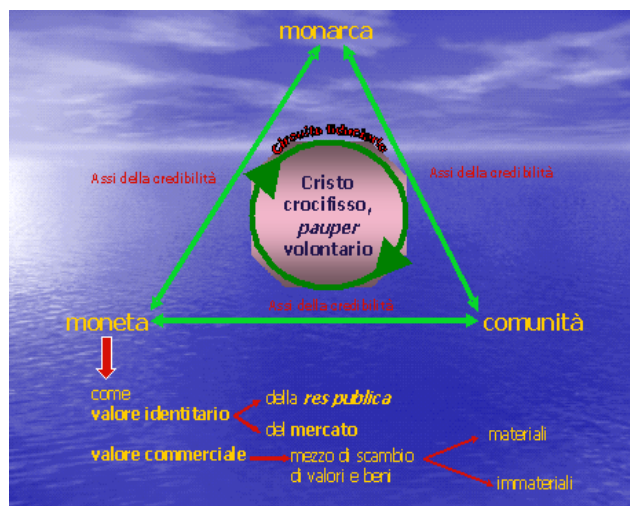 monarca
Circuito fiduciario
Assi della credibilità
Assi della credibilità
Cristo
crocifisso,
pauper
volontario
Assi della credibilità
moneta
comunità
come
valore identitario
della res publica
del mercato
valore commerciale
mezzo di scambio
di valori e beni
materiali
immateriali